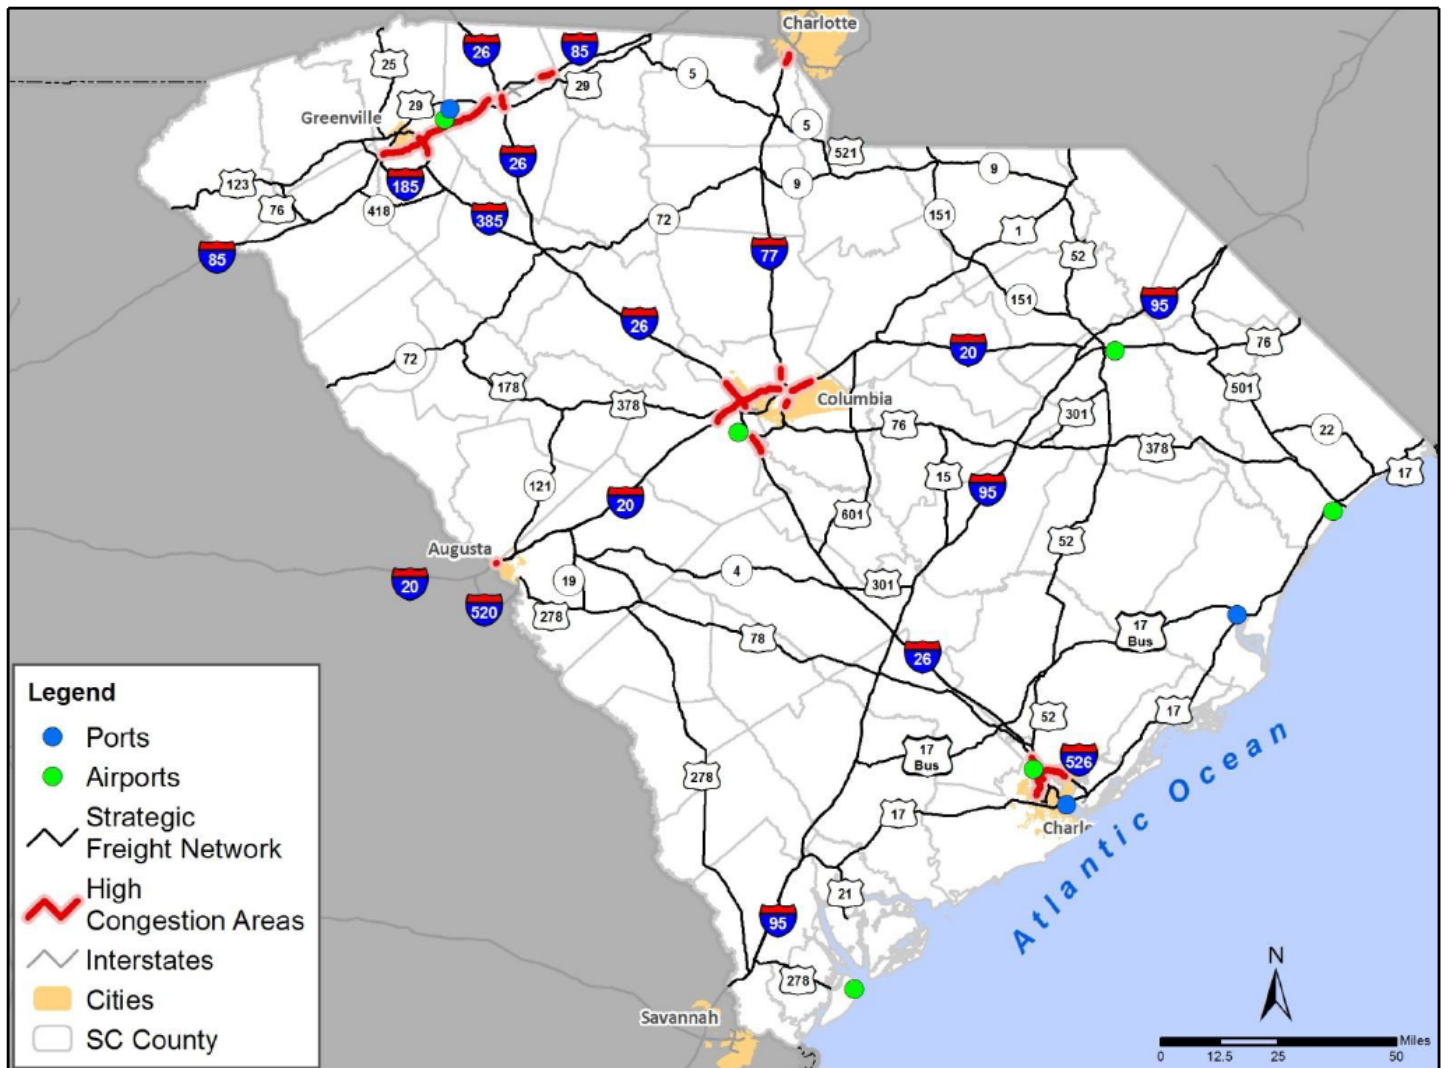 Charlotte
26
85
25
5
29
29
Greenville
5
521
26
123
185
9
9
76
418
72
151
385
1
85
77
52
151
95
26
20
76
72
178
501
378
Columbia
301
76
22
378
17
121
15
95
20
601
52
Augusta
4
20
19
301
520
278
17
Bus
78
26
17
52
17
Bus
526
278
17
Charle
Atlantic Ocean
21
95
278
Savannah
Legend
Ports
Airports
Strategic
Freight Network
High
Congestion Areas
Interstates
Cities
SC County
N
Miles
0 12.5 25 50